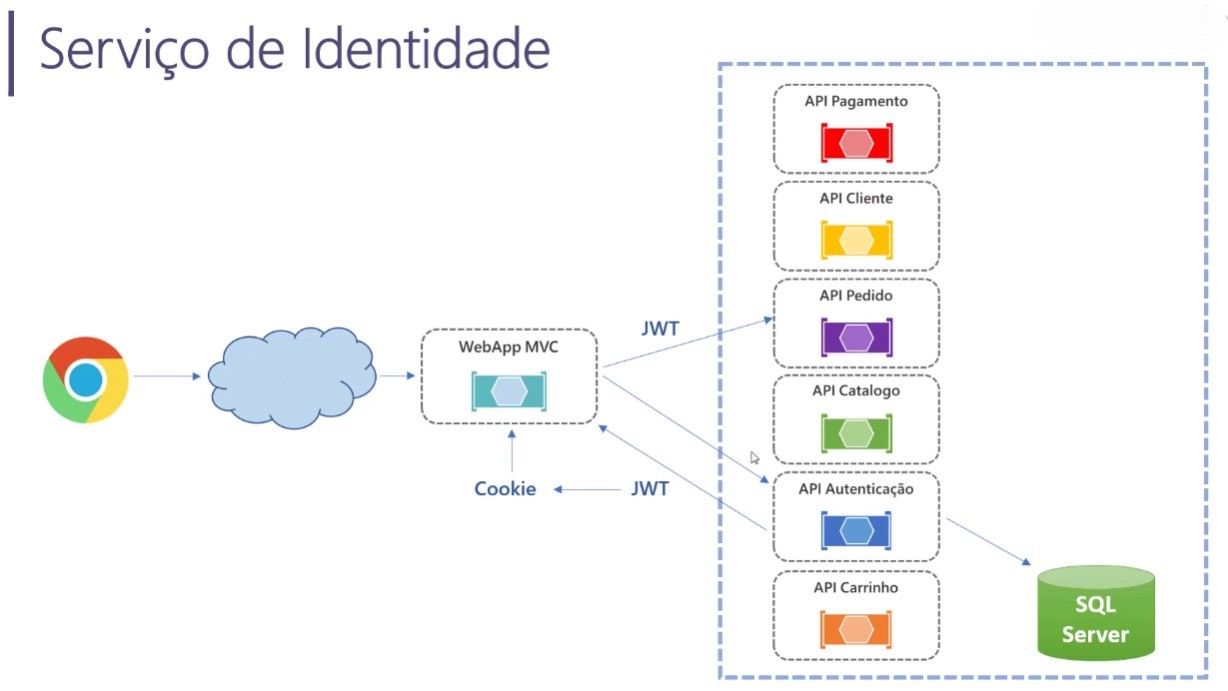 Serviço de Identidade
API Pagamento
API Cliente
API Pedido
JWT
WebApp MVC
API Catalogo
Cookie
JWT
API Autenticação
API Carrinho
SQL
Server